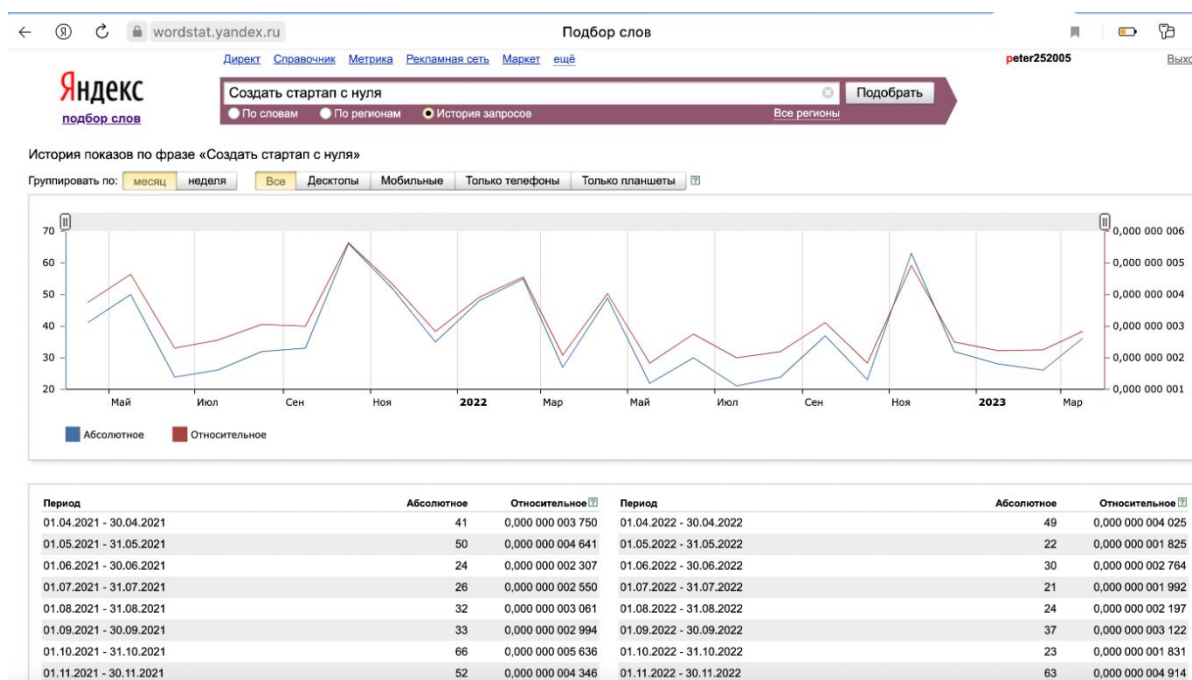 wordstat.yandex.ru Подбор слов
Директ Справочник Метрика Рекламная сеть Маркет ещё peter252005 Выхо
Яндекс
подбор слов
Создать стартап с нуля Подобрать
По словам По регионам История запросов Все регионы
История показов по фразе «Создать стартап с нуля»
Группировать по: месяц неделя Все Десктопы Мобильные Только телефоны Только планшеты ?
70 0,000 000 006
60 0,000 000 005
50 0,000 000 004
40 0,000 000 003
30 0,000 000 002
20 0,000 000 001
Май Июл Сен Ноя 2022 Мар Май Июл Сен Ноя 2023 Мар
Абсолютное Относительное
Период Абсолютное Относительное ? Период Абсолютное Относительное ?
01.04.2021 - 30.04.2021 41 0,000 000 003 750 01.04.2022 - 30.04.2022 49 0,000 000 004 025
01.05.2021 - 31.05.2021 50 0,000 000 004 641 01.05.2022 - 31.05.2022 22 0,000 000 001 825
01.06.2021 - 30.06.2021 24 0,000 000 002 307 01.06.2022 - 30.06.2022 30 0,000 000 002 764
01.07.2021 - 31.07.2021 26 0,000 000 002 550 01.07.2022 - 31.07.2022 21 0,000 000 001 992
01.08.2021 - 31.08.2021 32 0,000 000 003 061 01.08.2022 - 31.08.2022 24 0,000 000 002 197
01.09.2021 - 30.09.2021 33 0,000 000 002 994 01.09.2022 - 30.09.2022 37 0,000 000 003 122
01.10.2021 - 31.10.2021 66 0,000 000 005 636 01.10.2022 - 31.10.2022 23 0,000 000 001 831
01.11.2021 - 30.11.2021 52 0,000 000 004 346 01.11.2022 - 30.11.2022 63 0,000 000 004 914